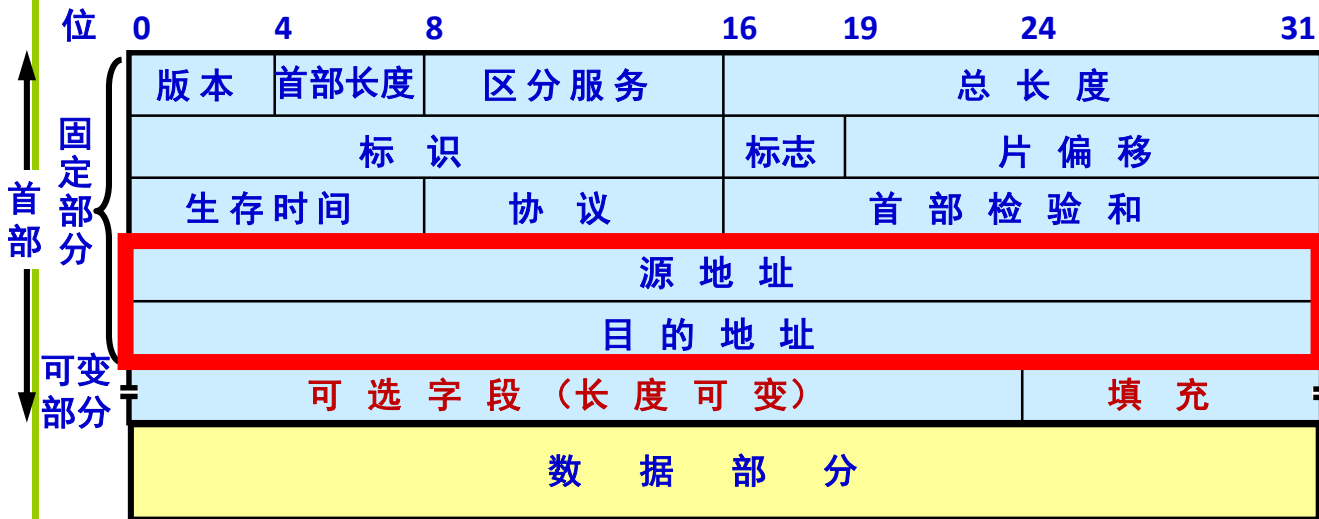 位 0 4 8 16 19 24 31
版本 首部长度 区分服务 总长度
标识 标志 片偏移
生存时间 协议 首部检验和
源地址
目的地址
可选字段（长度可变） 填充
数据部分
首部
固定部分
可变部分